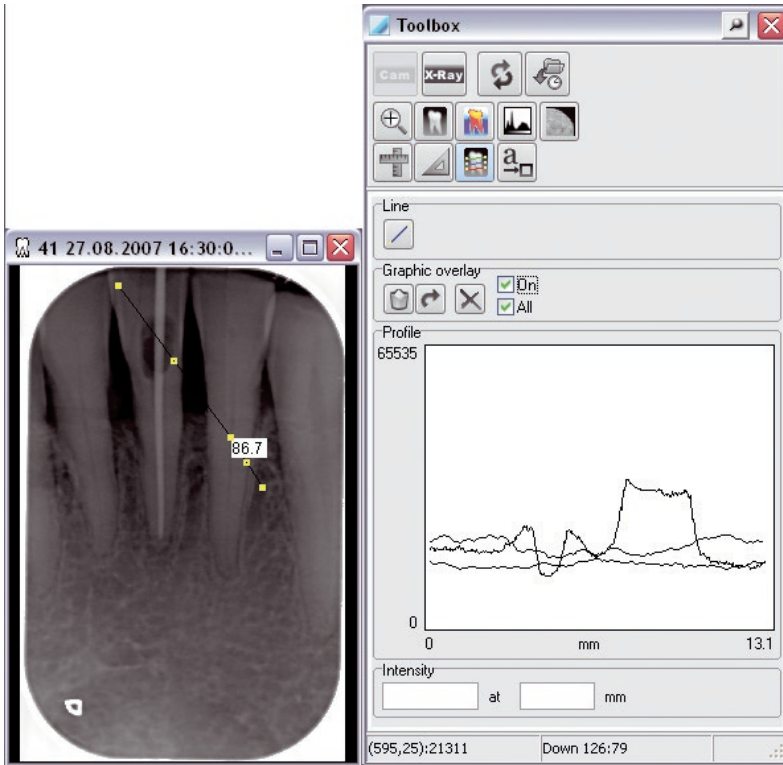 Toolbox
Cam
X-Ray
a
Line
Graphic overlay
On
All
Profile
65535
0
0
mm
13.1
Intensity
at
mm
(595,25):21311
Down 126:79
41 27.08.2007 16:30:0...
86.7